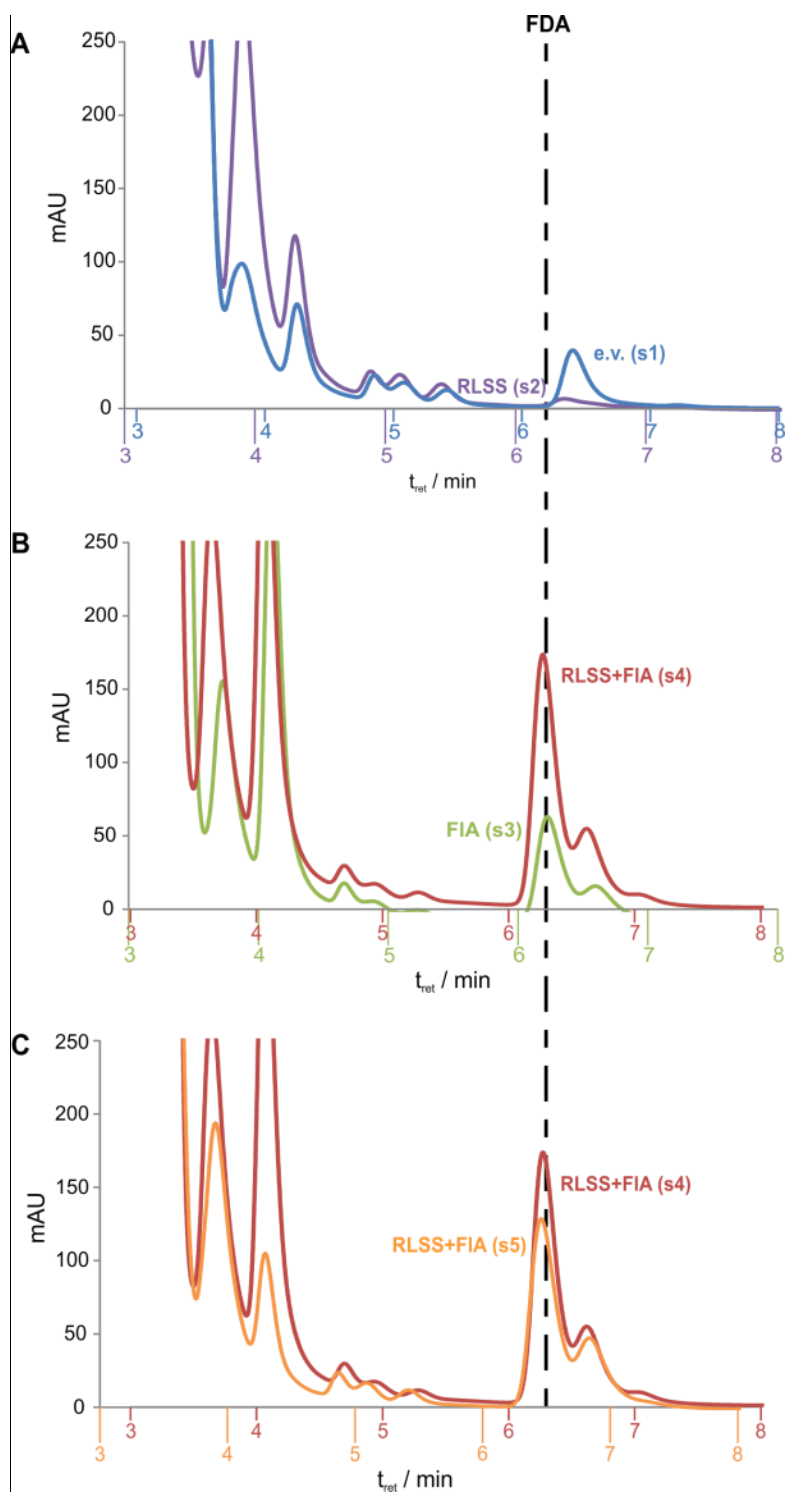 FDA
A
250
200
150
100
50
0
mAU
e.v. (s1)
RLSS (s2)
3 4 5 6 7 8
3 4 5 6 7 8
tret / min
B
250
200
150
100
50
0
mAU
RLSS+FIA (s4)
FIA (s3)
3 4 5 6 7 8
3 4 5 6 7 8
tret / min
C
250
200
150
100
50
0
mAU
RLSS+FIA (s4)
RLSS+FIA (s5)
3 4 5 6 7 8
3 4 5 6 7 8
tret / min